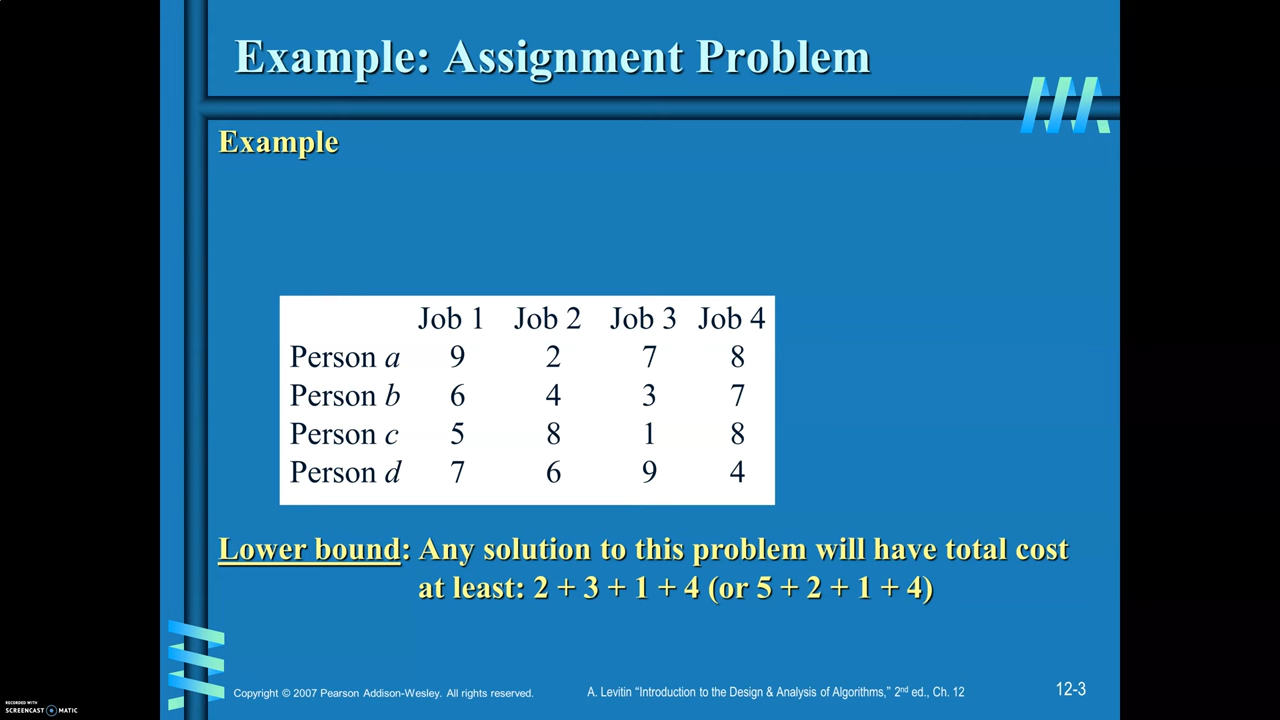 Example: Assignment Problem
Example
Job 1 Job 2 Job 3 Job 4
Person a 9 2 7 8
Person b 6 4 3 7
Person c 5 8 1 8
Person d 7 6 9 4
Lower bound: Any solution to this problem will have total cost
at least: 2 + 3 + 1 + 4 (or 5 + 2 + 1 + 4)
Copyright © 2007 Pearson Addison-Wesley. All rights reserved.
A. Levitin “Introduction to the Design & Analysis of Algorithms,” 2nd ed., Ch. 12
12-3
RECORDED WITH
SCREENCAST MATIC